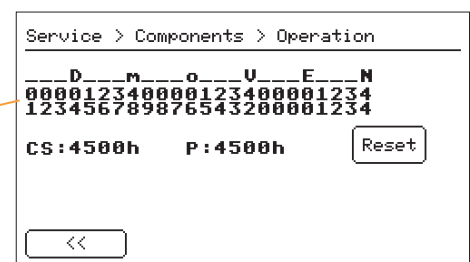 Service > Components > Operation
___D___m___o___V___E___N
000012340000123400001234
123456789876543200001234
CS:4500h P:4500h Reset
<<